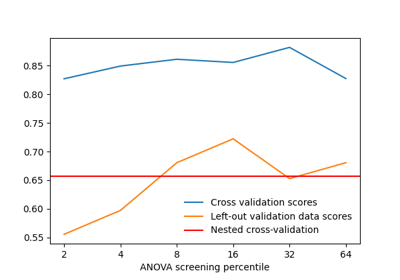 0.85
0.80
0.75
0.70
0.65
0.60
0.55
Cross validation scores
Left-out validation data scores
Nested cross-validation
2 4 8 16 32 64
ANOVA screening percentile